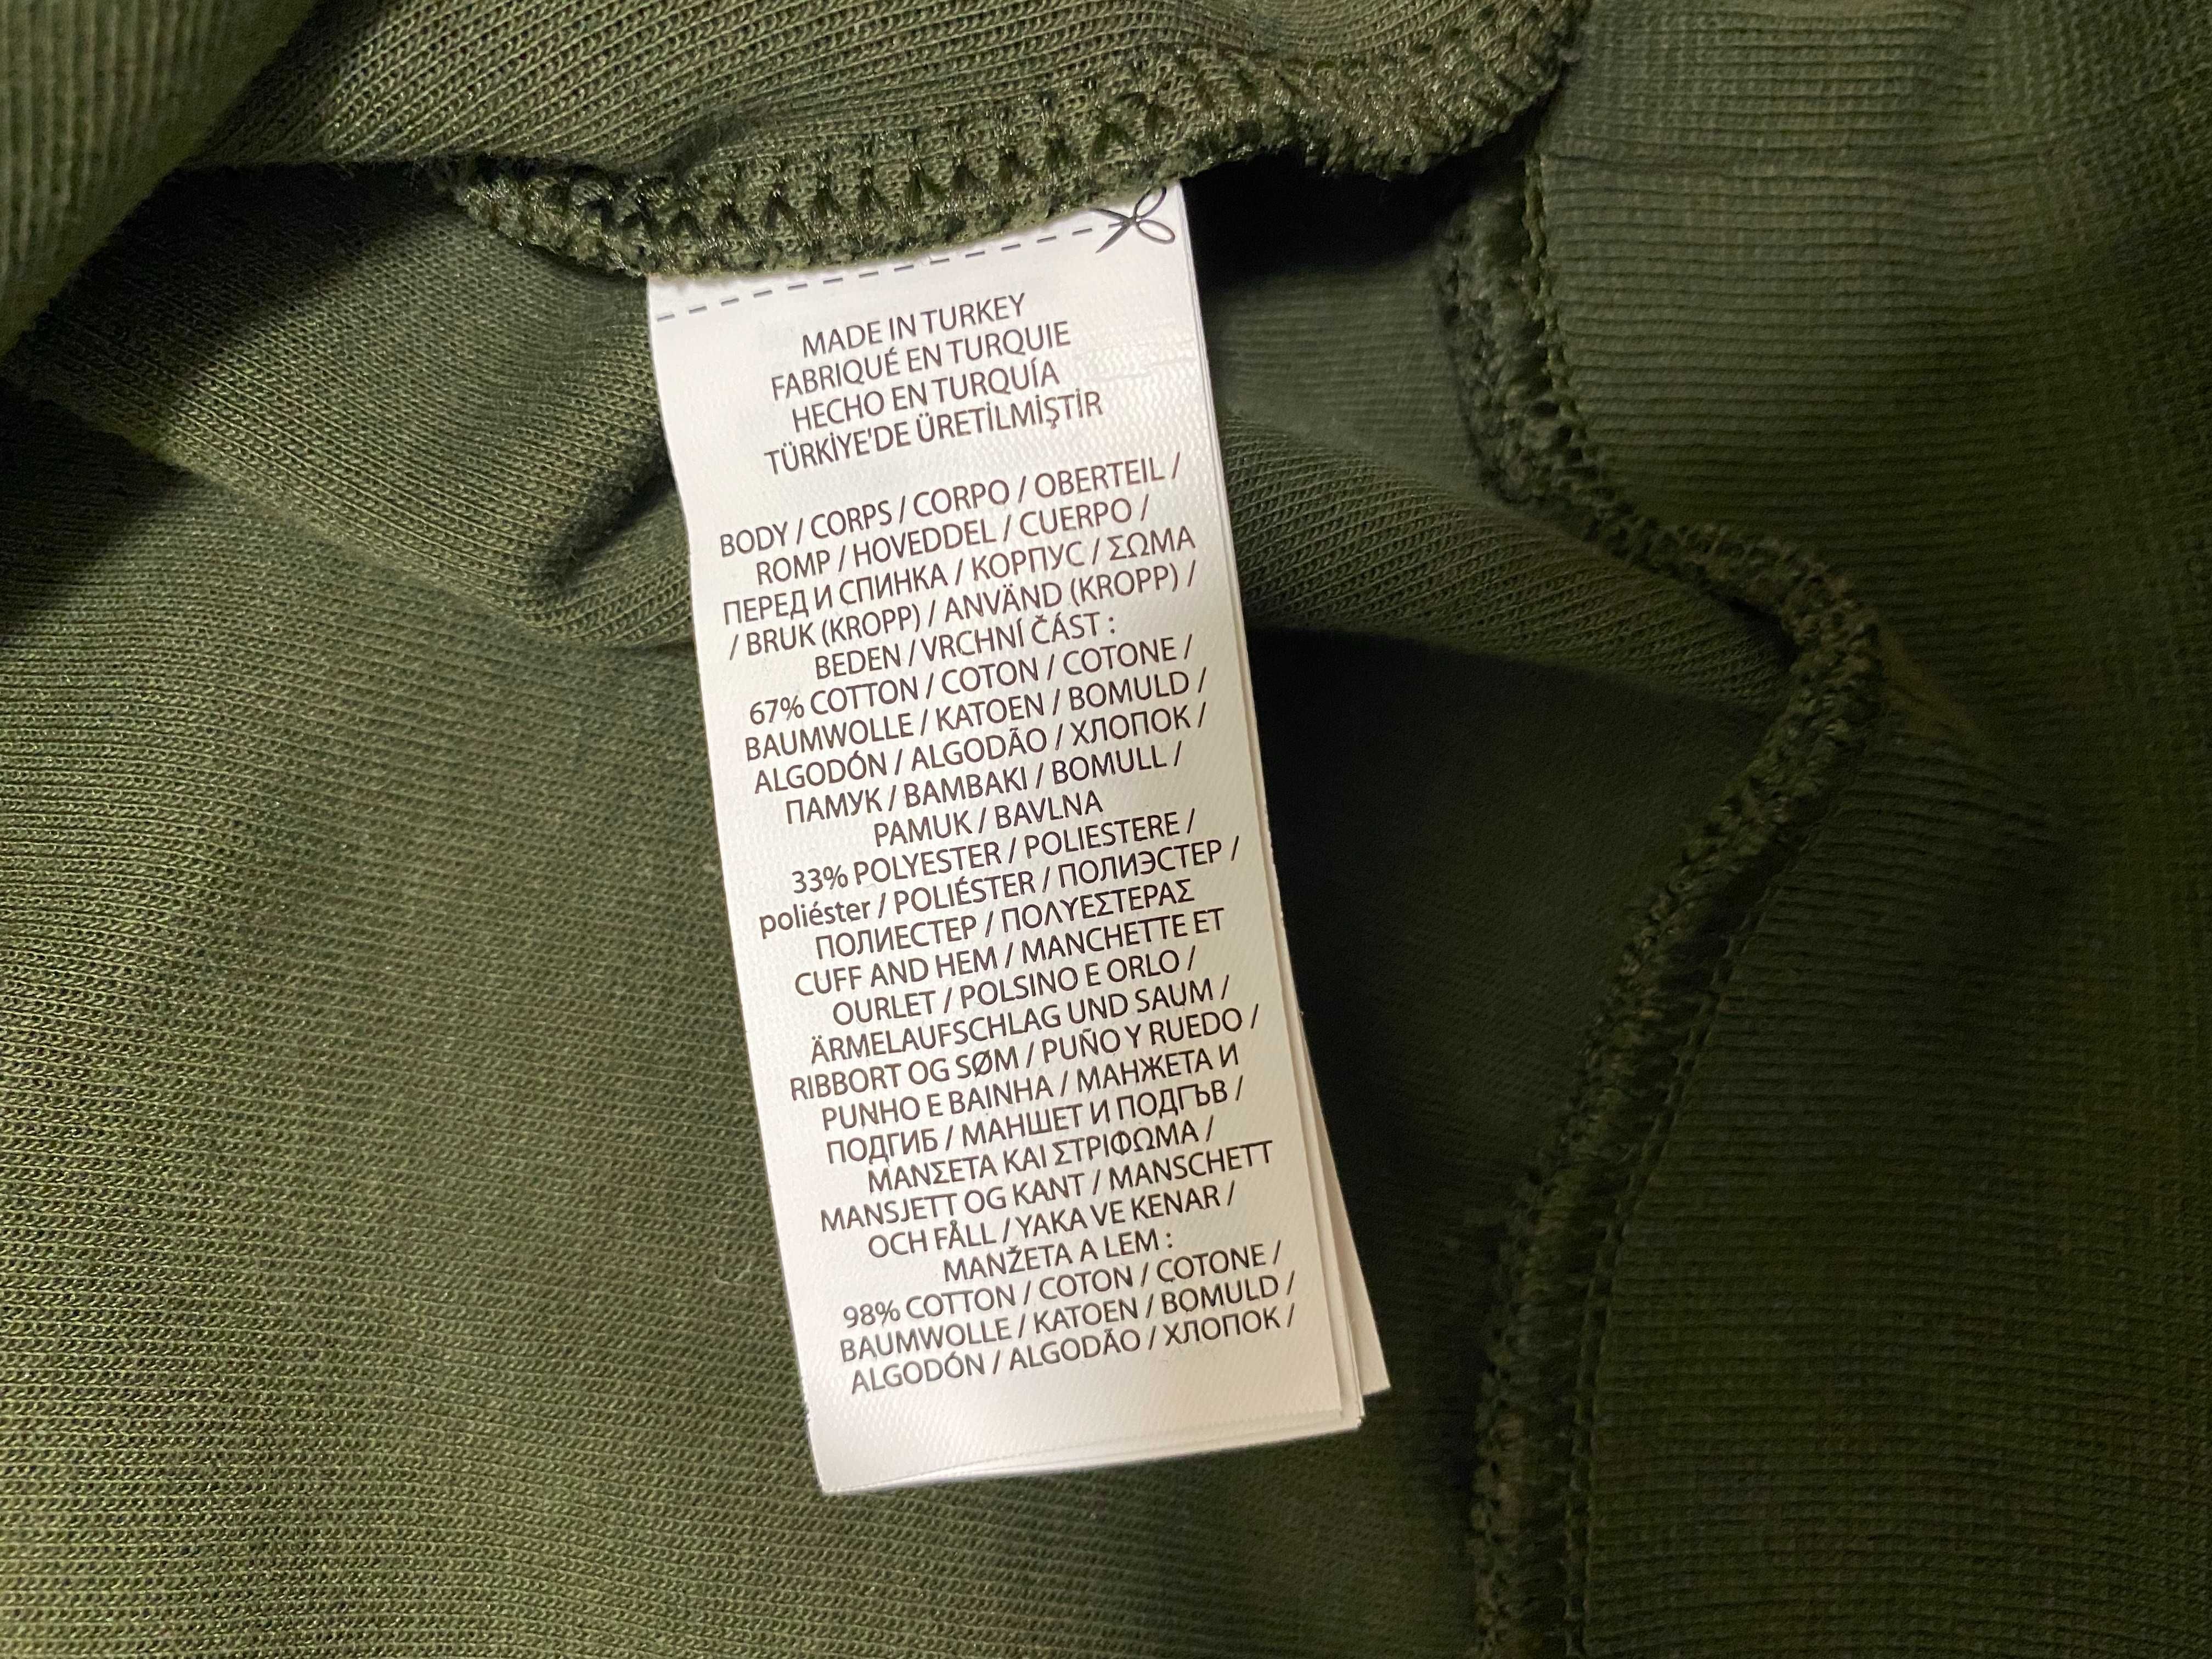 MADE IN TURKEY
FABRIQUÉ EN TURQUIE
HECHO EN TURQUÍA
TÜRKİYE'DE ÜRETİLMİŞTİR
BODY / CORPS / CORPO / OBERTEIL /
ROMP / HOVEDDEL / CUERPO /
ПЕРЕД И СПИНКА / КОРПУС / ΣΩΜΑ
/ BRUK (KROPP) / ANVÄND (KROPP) /
BEDEN / VRCHNÍ ČÁST :
67% COTTON / COTON / COTONE /
BAUMWOLLE / KATOEN / BOMULD /
ALGODÓN / ALGODÃO / ХЛОПОК /
ПАМУК / BAMBAKI / BOMULL /
PAMUK / BAVLNA
33% POLYESTER / POLIESTERE /
poliéster / POLIÉSTER / ПОЛИЭСТЕР /
ПОЛИЕСТЕР / ΠΟΛΥΕΣΤΕΡΑΣ
CUFF AND HEM / MANCHETTE ET
OURLET / POLSINO E ORLO /
ÄRMELAUFSCHLAG UND SAUM /
RIBBORT OG SØM / PUÑO Y RUEDO /
PUNHO E BAINHA / МАНЖЕТА И
ПОДГИБ / МАНШЕТ И ПОДГЪВ /
ΜΑΝΣΕΤΑ ΚΑΙ ΣΤΡΙΦΩΜΑ /
MANSJETT OG KANT / MANSCHETT
OCH FÅLL / YAKA VE KENAR /
MANŽETA A LEM :
98% COTTON / COTON / COTONE /
BAUMWOLLE / KATOEN / BOMULD /
ALGODÓN / ALGODÃO / ХЛОПОК /